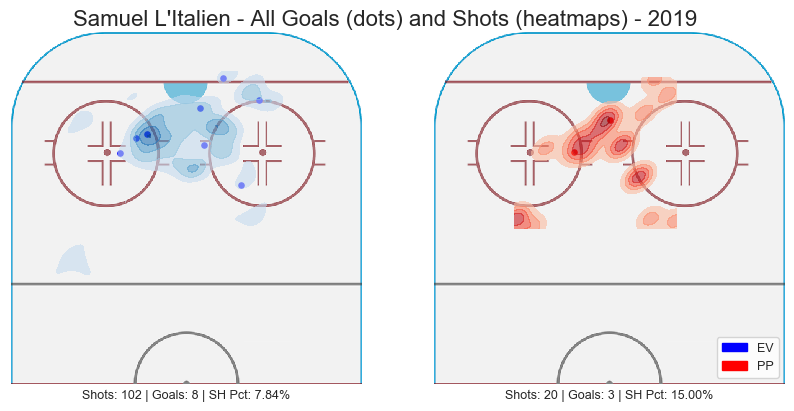 Samuel L'Italien - All Goals (dots) and Shots (heatmaps) - 2019
EV
PP
Shots: 102 | Goals: 8 | SH Pct: 7.84%
Shots: 20 | Goals: 3 | SH Pct: 15.00%